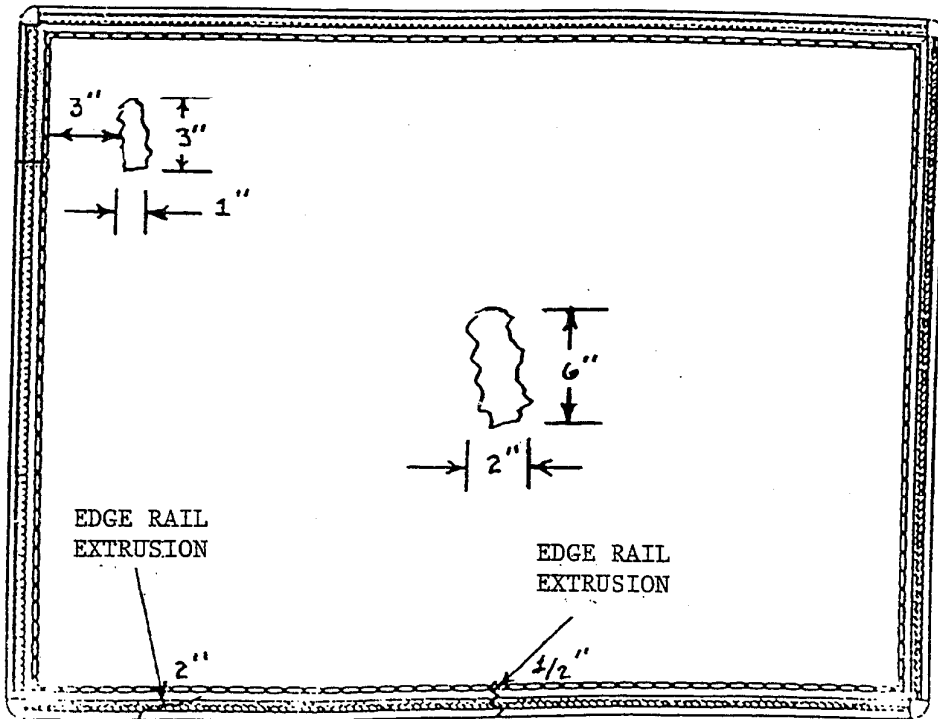 3"
3"
1"
6"
2"
EDGE RAIL
EXTRUSION
EDGE RAIL
EXTRUSION
2"
1/2"